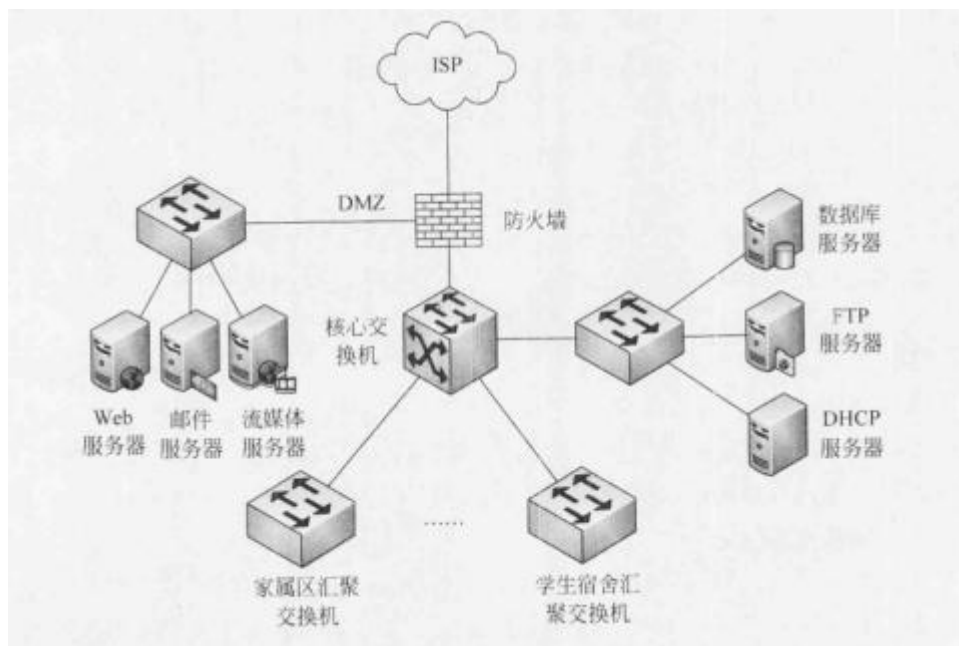 ISP
DMZ
防火墙
数据库
服务器
核心交
换机
FTP
服务器
Web
服务器
邮件
服务器
流媒体
服务器
DHCP
服务器
……
家属区汇聚
交换机
学生宿舍汇
聚交换机